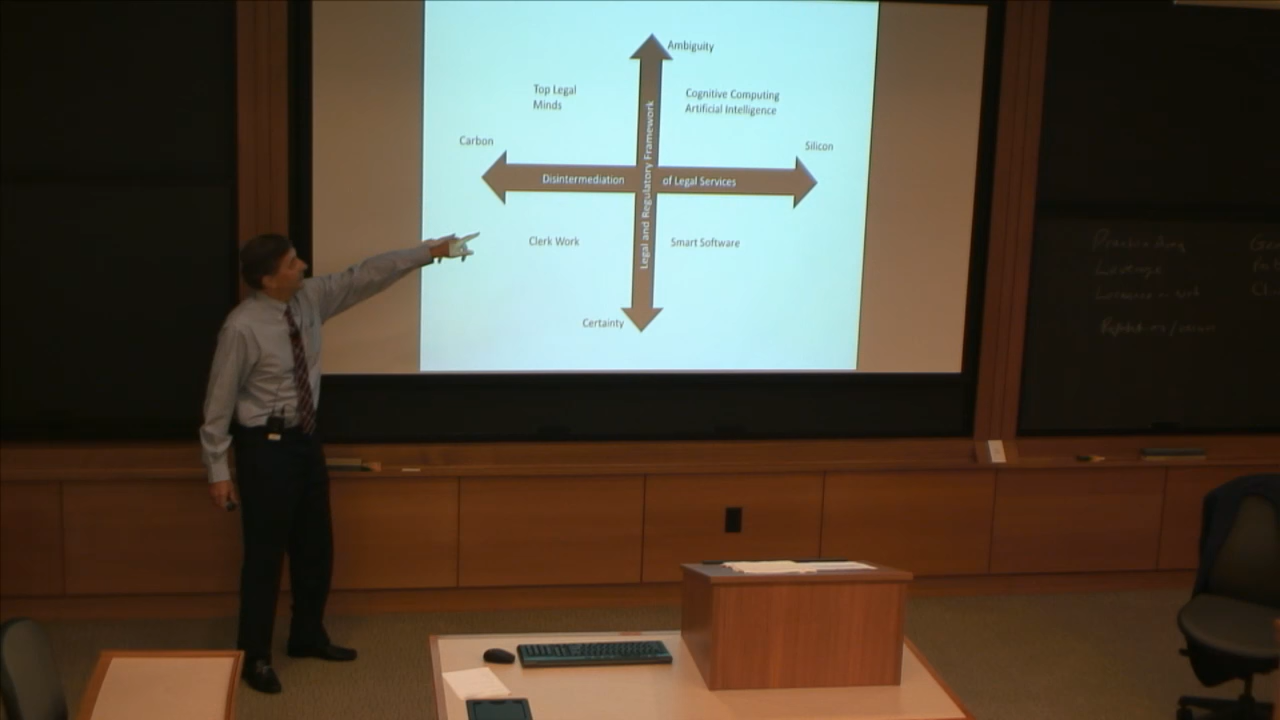 Ambiguity
Top Legal
Minds
Cognitive Computing
Artificial Intelligence
Carbon
Silicon
Disintermediation of Legal Services
Legal and Regulatory Framework
Clerk Work
Smart Software
Certainty
Leverage